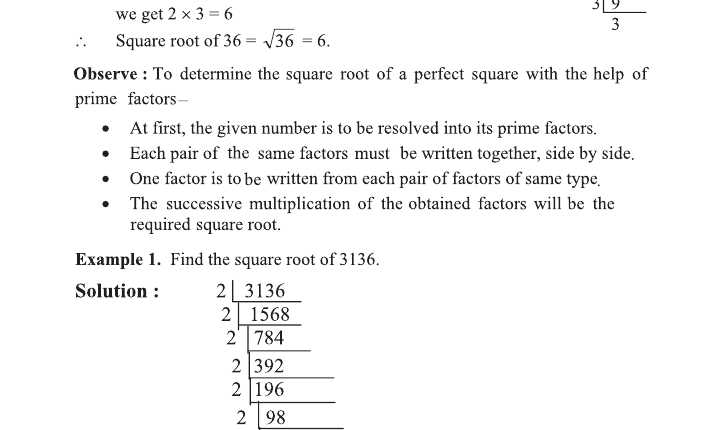 we get 2 × 3 = 6
3 9
3
∴ Square root of 36 = √36 = 6.
Observe : To determine the square root of a perfect square with the help of
prime factors–
• At first, the given number is to be resolved into its prime factors.
• Each pair of the same factors must be written together, side by side.
• One factor is to be written from each pair of factors of same type.
• The successive multiplication of the obtained factors will be the
required square root.
Example 1. Find the square root of 3136.
Solution : 2 3136
2 1568
2 784
2 392
2 196
2 98